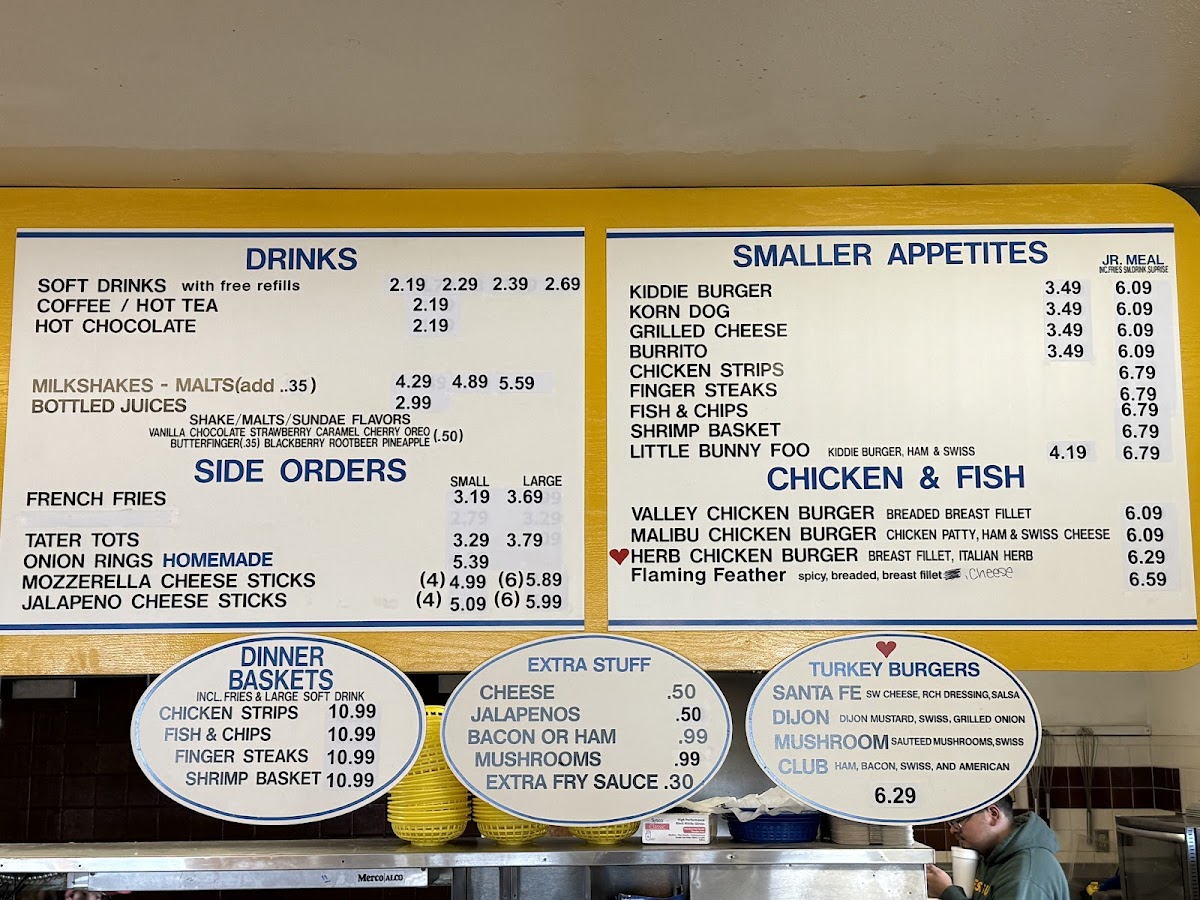 DRINKS
SOFT DRINKS with free refills 2.19 2.29 2.39 2.69
COFFEE / HOT TEA 2.19
HOT CHOCOLATE 2.19
MILKSHAKES - MALTS(add ..35) 4.29 4.89 5.59
BOTTLED JUICES 2.99
SHAKE/MALTS/SUNDAE FLAVORS
VANILLA CHOCOLATE STRAWBERRY CARAMEL CHERRY OREO
BUTTERFINGER(.35) BLACKBERRY ROOTBEER PINEAPPLE (.50)
SIDE ORDERS
SMALL LARGE
FRENCH FRIES 3.19 3.69
2.79 3.29
TATER TOTS 3.29 3.79
ONION RINGS HOMEMADE 5.39
MOZZERELLA CHEESE STICKS (4) 4.99 (6) 5.89
JALAPENO CHEESE STICKS (4) 5.09 (6) 5.99
SMALLER APPETITES
JR. MEAL
INC.FRIES SM.DRINK,SUPRISE
KIDDIE BURGER 3.49 6.09
KORN DOG 3.49 6.09
GRILLED CHEESE 3.49 6.09
BURRITO 3.49 6.09
CHICKEN STRIPS 6.79
FINGER STEAKS 6.79
FISH & CHIPS 6.79
SHRIMP BASKET 6.79
LITTLE BUNNY FOO KIDDIE BURGER, HAM & SWISS 4.19 6.79
CHICKEN & FISH
VALLEY CHICKEN BURGER BREADED BREAST FILLET 6.09
MALIBU CHICKEN BURGER CHICKEN PATTY, HAM & SWISS CHEESE 6.09
HERB CHICKEN BURGER BREAST FILLET, ITALIAN HERB 6.29
Flaming Feather spicy, breaded, breast fillet , cheese 6.59
DINNER
BASKETS
INCL. FRIES & LARGE SOFT DRINK
CHICKEN STRIPS 10.99
FISH & CHIPS 10.99
FINGER STEAKS 10.99
SHRIMP BASKET 10.99
EXTRA STUFF
CHEESE .50
JALAPENOS .50
BACON OR HAM .99
MUSHROOMS .99
EXTRA FRY SAUCE .30
TURKEY BURGERS
SANTA FE SW CHEESE, RCH DRESSING,SALSA
DIJON DIJON MUSTARD, SWISS, GRILLED ONION
MUSHROOM SAUTEED MUSHROOMS, SWISS
CLUB HAM, BACON, SWISS, AND AMERICAN
6.29
Merco|ALCO